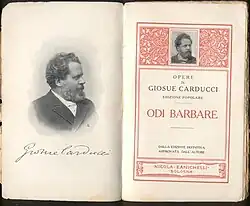 Giosue Carducci
OPERE
DI
GIOSUE CARDUCCI
EDIZIONE POPOLARE
ODI BARBARE
DALLA EDIZIONE DEFINITIVA
APPROVATA DALL'AUTORE
NICOLA ZANICHELLI
BOLOGNA